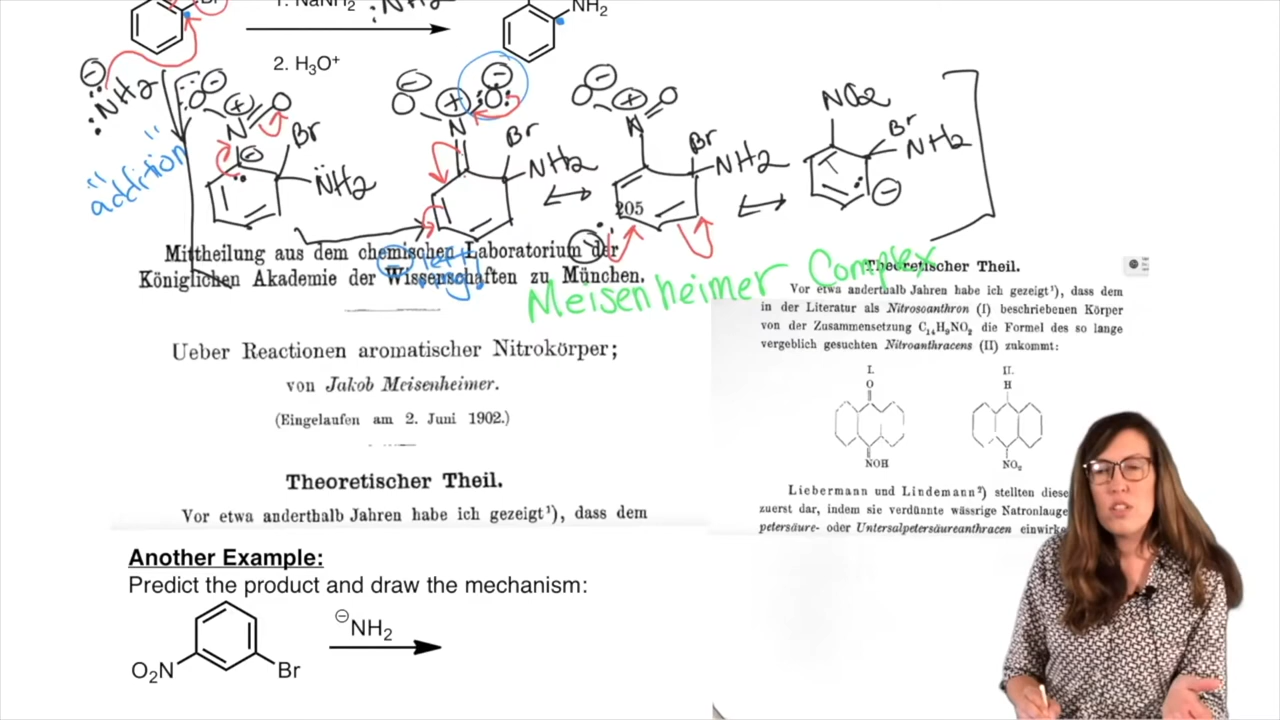 1. NaNH2 :NH2
Br
NH2
2. H3O+
:NH2
"addition"
O N O
Br
NH2
O N O
Br
NH2
O N O
Br
NH2
NO2
Br
NH2
205
Mittheilung aus dem chemischen Laboratorium der
Königlichen Akademie der Wissenschaften zu München.
⊖ left ring!
Meisenheimer Complex
Ueber Reactionen aromatischer Nitrokörper;
von Jakob Meisenheimer.
(Eingelaufen am 2. Juni 1902.)
Theoretischer Theil.
Vor etwa anderthalb Jahren habe ich gezeigt¹), dass dem
Theoretischer Theil.
Vor etwa anderthalb Jahren habe ich gezeigt¹), dass dem
in der Literatur als Nitrosoanthron (I) beschriebenen Körper
von der Zusammensetzung C14H9NO2 die Formel des so lange
vergeblich gesuchten Nitroanthracens (II) zukommt:
I. II.
O H
NOH NO2
Liebermann und Lindemann²) stellten diese
zuerst dar, indem sie verdünnte wässrige Natronlauge
petersäure- oder Untersalpetersäureanthracen einwirke
Another Example:
Predict the product and draw the mechanism:
⊖NH2
O2N Br